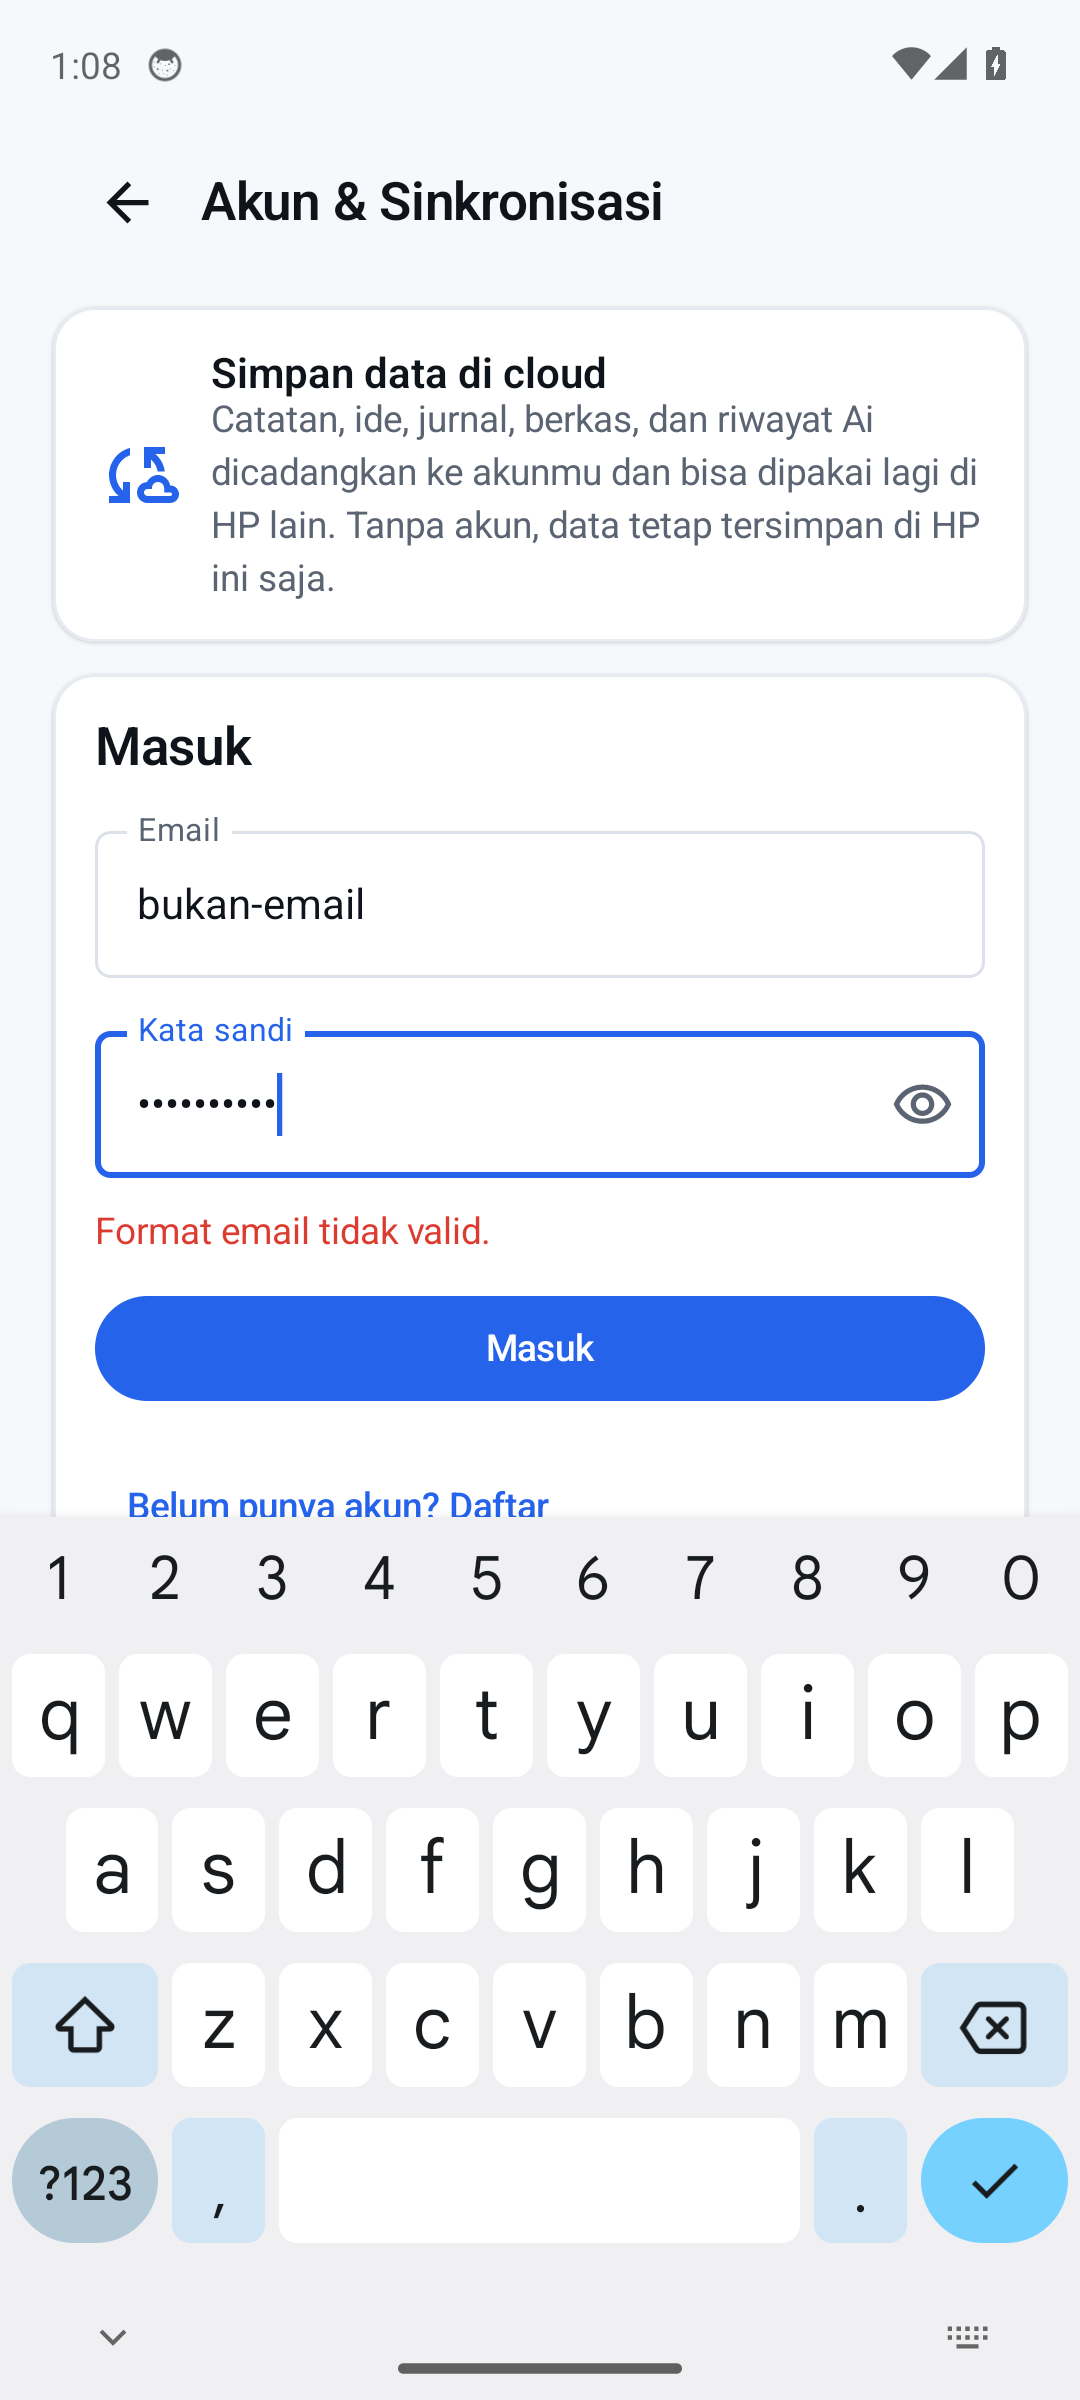 1:08
Akun & Sinkronisasi
Simpan data di cloud
Catatan, ide, jurnal, berkas, dan riwayat Ai
dicadangkan ke akunmu dan bisa dipakai lagi di
HP lain. Tanpa akun, data tetap tersimpan di HP
ini saja.
Masuk
Email
bukan-email
Kata sandi
••••••••••
Format email tidak valid.
Masuk
Belum punya akun? Daftar
1 2 3 4 5 6 7 8 9 0
q w e r t y u i o p
a s d f g h j k l
z x c v b n m
?123 , .